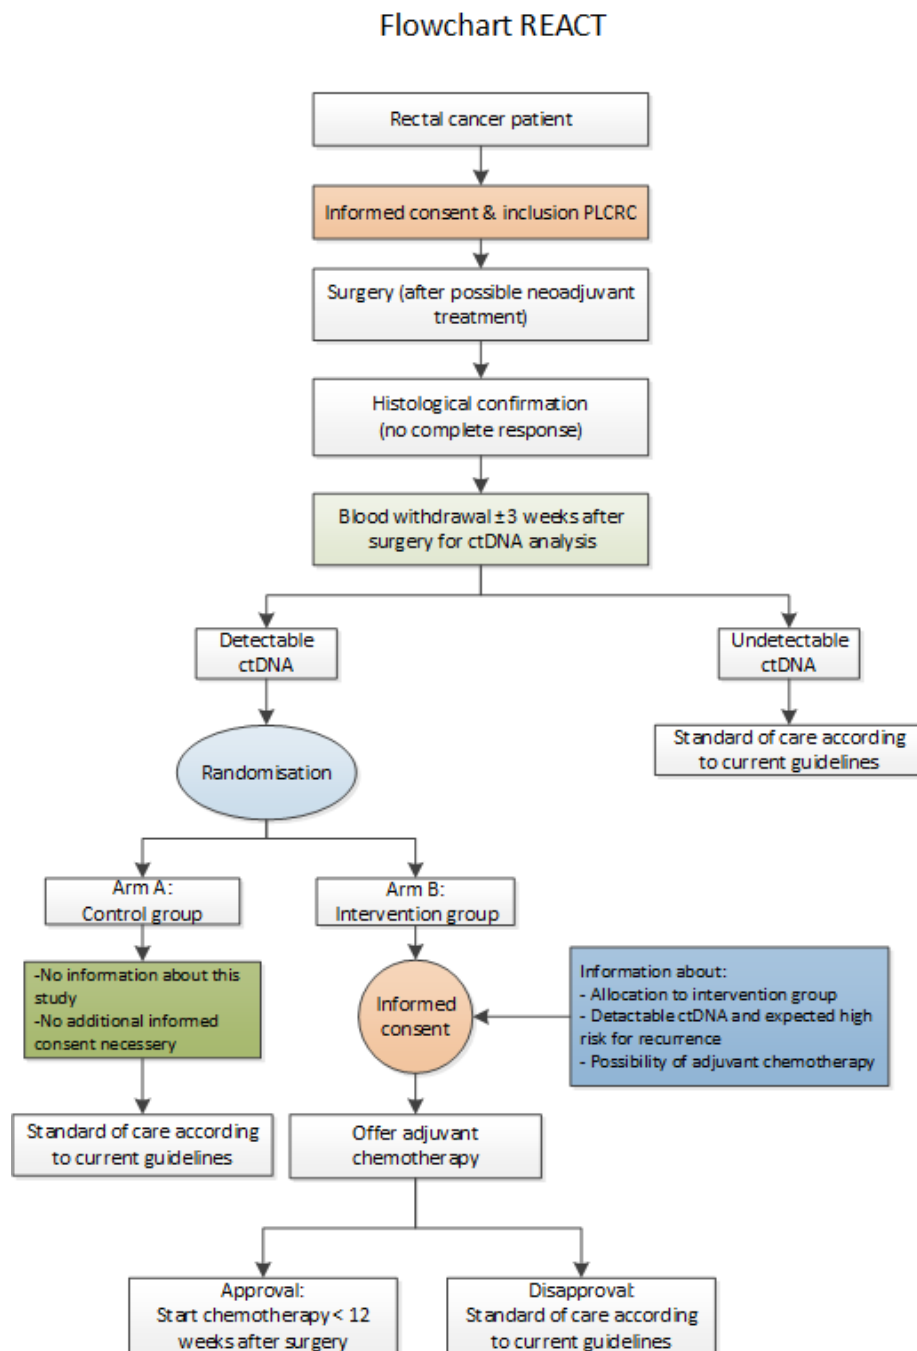 Flowchart REACT
Rectal cancer patient
Informed consent & inclusion PLCRC
Surgery (after possible neoadjuvant
treatment)
Histological confirmation
(no complete response)
Blood withdrawal ±3 weeks after
surgery for ctDNA analysis
Detectable
ctDNA
Undetectable
ctDNA
Randomisation
Standard of care according
to current guidelines
Arm A:
Control group
Arm B:
Intervention group
-No information about this
study
-No additional informed
consent necessary
Informed
consent
Information about:
- Allocation to intervention group
- Detactable ctDNA and expected high
risk for recurrence
- Possibility of adjuvant chemotherapy
Standard of care according
to current guidelines
Offer adjuvant
chemotherapy
Approval:
Start chemotherapy < 12
weeks after surgery
Disapproval:
Standard of care according
to current guidelines